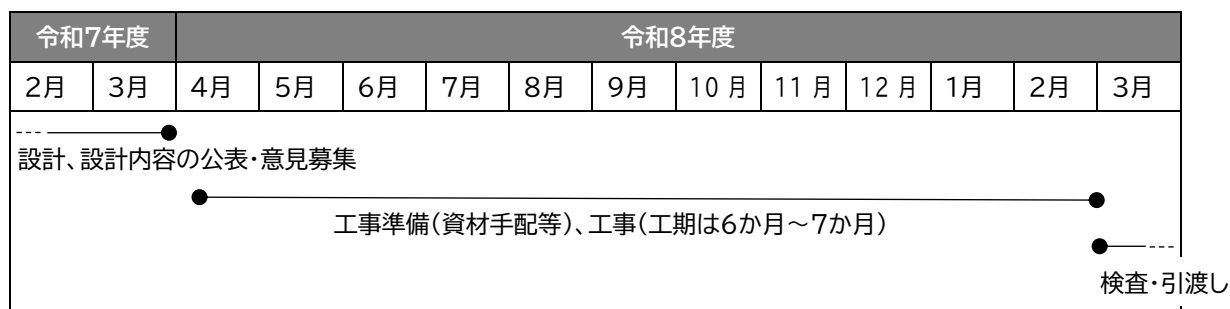 令和7年度 令和8年度
2月 3月 4月 5月 6月 7月 8月 9月 10月 11月 12月 1月 2月 3月
設計、設計内容の公表・意見募集
工事準備(資材手配等)、工事(工期は6か月～7か月)
検査・引渡し